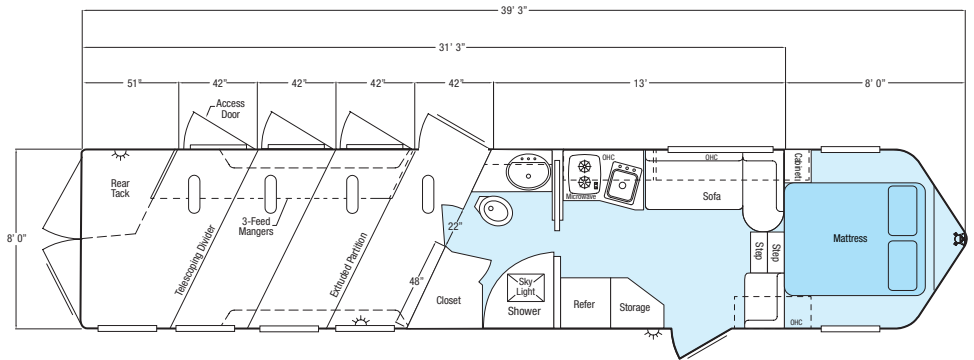 39' 3"
31' 3"
51"
42"
42"
42"
42"
13'
8' 0"
Access
Door
8' 0"
Rear
Tack
3-Feed
Mangers
Telescoping Divider
Extruded Partition
22"
48"
Closet
Sky
Light
Shower
OHC
Microwave
Refer
Storage
OHC
Sofa
Step
Step
Cabinet
Mattress
OHC